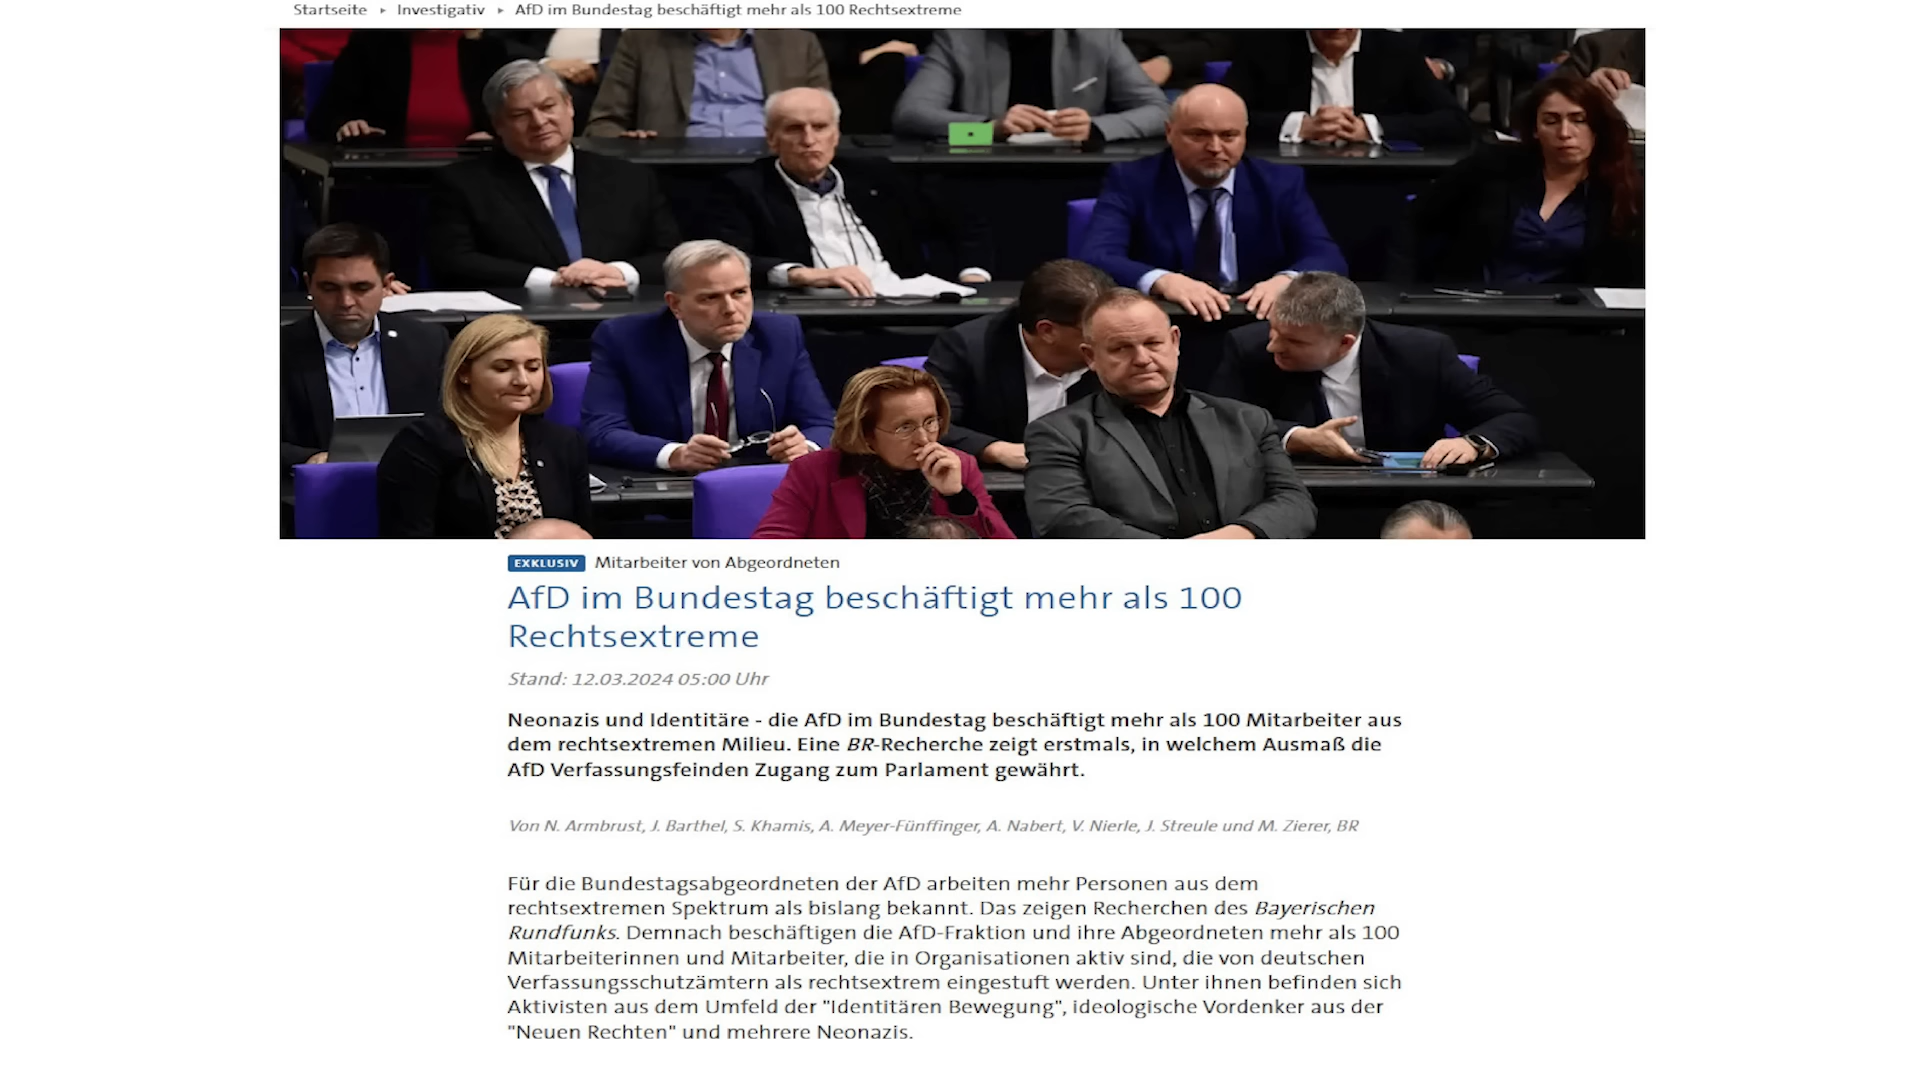 Startseite ▸ Investigativ ▸ AfD im Bundestag beschäftigt mehr als 100 Rechtsextreme
EXKLUSIV Mitarbeiter von Abgeordneten
AfD im Bundestag beschäftigt mehr als 100
Rechtsextreme
Stand: 12.03.2024 05:00 Uhr
Neonazis und Identitäre - die AfD im Bundestag beschäftigt mehr als 100 Mitarbeiter aus
dem rechtsextremen Milieu. Eine BR-Recherche zeigt erstmals, in welchem Ausmaß die
AfD Verfassungsfeinden Zugang zum Parlament gewährt.
Von N. Armbrust, J. Barthel, S. Khamis, A. Meyer-Fünffinger, A. Nabert, V. Nierle, J. Streule und M. Zierer, BR
Für die Bundestagsabgeordneten der AfD arbeiten mehr Personen aus dem
rechtsextremen Spektrum als bislang bekannt. Das zeigen Recherchen des Bayerischen
Rundfunks. Demnach beschäftigen die AfD-Fraktion und ihre Abgeordneten mehr als 100
Mitarbeiterinnen und Mitarbeiter, die in Organisationen aktiv sind, die von deutschen
Verfassungsschutzämtern als rechtsextrem eingestuft werden. Unter ihnen befinden sich
Aktivisten aus dem Umfeld der "Identitären Bewegung", ideologische Vordenker aus der
"Neuen Rechten" und mehrere Neonazis.